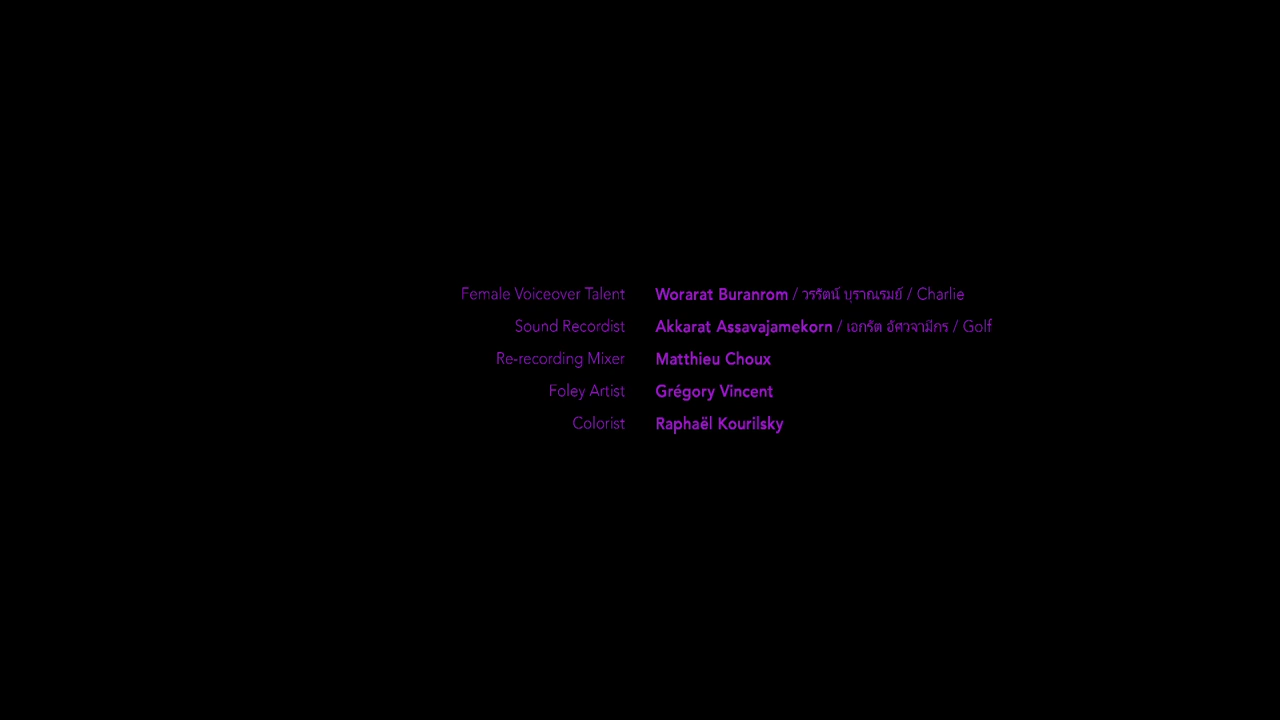 Female Voiceover Talent Worarat Buranrom / วรรัตน์ บุราณรมย์ / Charlie
Sound Recordist Akkarat Assavajamekorn / เอกรัต อัศวจามีกร / Golf
Re-recording Mixer Matthieu Choux
Foley Artist Grégory Vincent
Colorist Raphaël Kourilsky